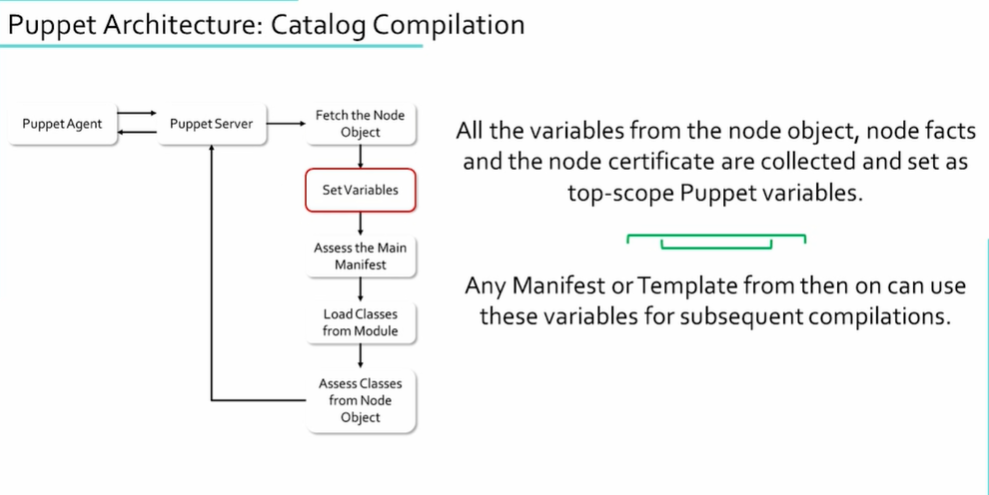 Puppet Architecture: Catalog Compilation
Puppet Agent
Puppet Server
Fetch the Node
Object
Set Variables
Assess the Main
Manifest
Load Classes
from Module
Assess Classes
from Node
Object
All the variables from the node object, node facts
and the node certificate are collected and set as
top-scope Puppet variables.
Any Manifest or Template from then on can use
these variables for subsequent compilations.